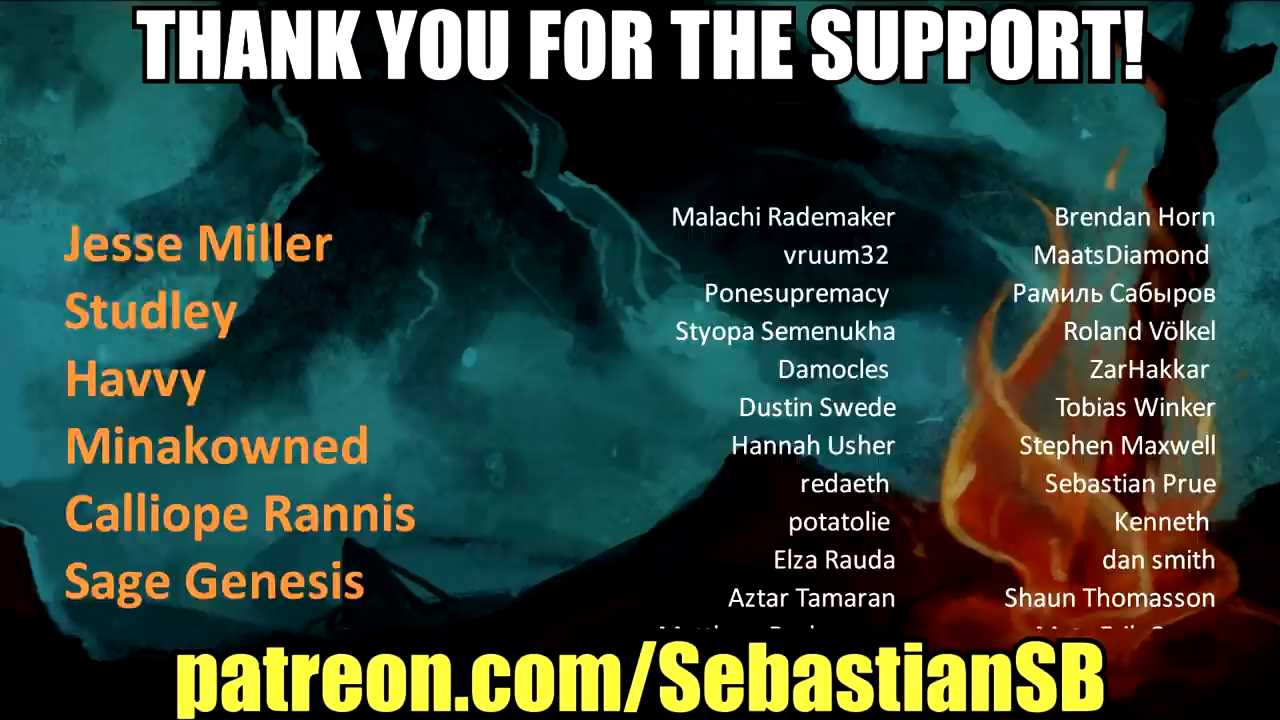 THANK YOU FOR THE SUPPORT!
Jesse Miller
Studley
Havvy
Minakowned
Calliope Rannis
Sage Genesis
Malachi Rademaker
vruum32
Ponesupremacy
Styopa Semenukha
Damocles
Dustin Swede
Hannah Usher
redaeth
potatolie
Elza Rauda
Aztar Tamaran
Brendan Horn
MaatsDiamond
Рамиль Сабыров
Roland Völkel
ZarHakkar
Tobias Winker
Stephen Maxwell
Sebastian Prue
Kenneth
dan smith
Shaun Thomasson
patreon.com/SebastianSB